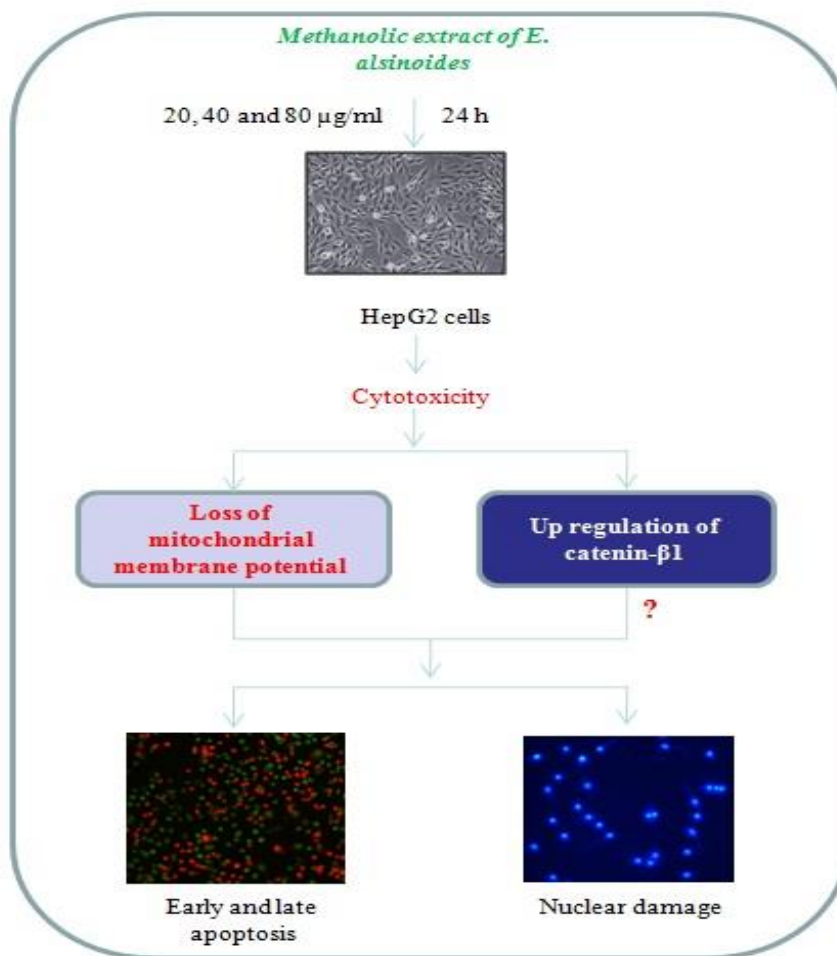 Methanolic extract of E.
alsinoides
20, 40 and 80 µg/ml 24 h
HepG2 cells
Cytotoxicity
Loss of
mitochondrial
membrane potential
Up regulation of
catenin-β1
?
Early and late
apoptosis
Nuclear damage